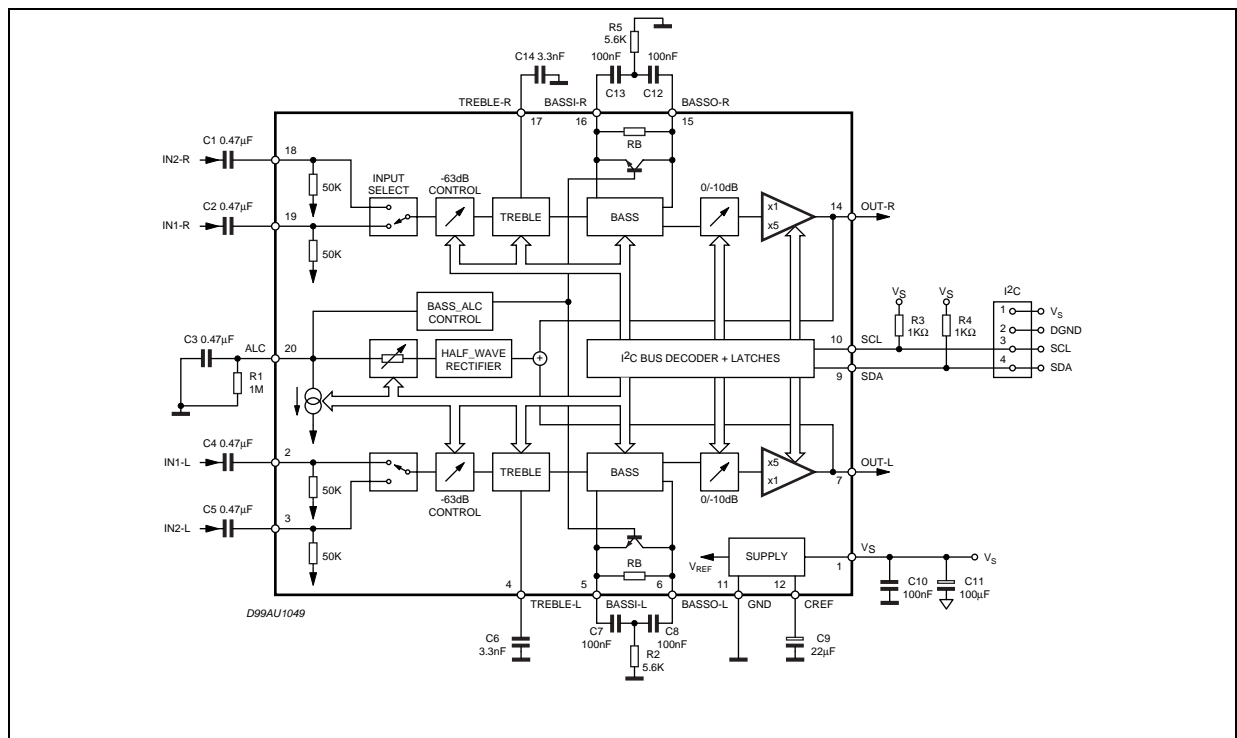 R5
5.6K
100nF
100nF
C14 3.3nF
C13
C12
TREBLE-R
BASSI-R
BASSO-R
17
16
15
RB
C1 0.47µF
18
IN2-R
50K
INPUT
SELECT
-63dB
CONTROL
0/-10dB
C2 0.47µF
19
IN1-R
50K
TREBLE
BASS
x1
x5
14
OUT-R
BASS_ALC
CONTROL
VS
VS
I2C
R3
1KΩ
R4
1KΩ
1
VS
2
DGND
3
SCL
4
SDA
C3 0.47µF
ALC
20
R1
1M
HALF_WAVE
RECTIFIER
+
I2C BUS DECODER + LATCHES
10
SCL
9
SDA
C4 0.47µF
2
IN1-L
50K
C5 0.47µF
3
IN2-L
50K
-63dB
CONTROL
TREBLE
BASS
0/-10dB
x5
x1
7
OUT-L
RB
VREF
SUPPLY
VS
1
VS
C10
100nF
C11
100µF
4
5
6
11
12
TREBLE-L
BASSI-L
BASSO-L
GND
CREF
D99AU1049
C6
3.3nF
C7
100nF
C8
100nF
R2
5.6K
C9
22µF